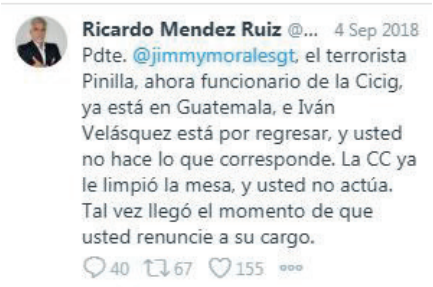 Ricardo Mendez Ruiz @... 4 Sep 2018
Pdte. @jimmymoralesgt, el terrorista
Pinilla, ahora funcionario de la Cicig,
ya está en Guatemala, e Iván
Velásquez está por regresar, y usted
no hace lo que corresponde. La CC ya
le limpió la mesa, y usted no actúa.
Tal vez llegó el momento de que
usted renuncie a su cargo.
40 67 155